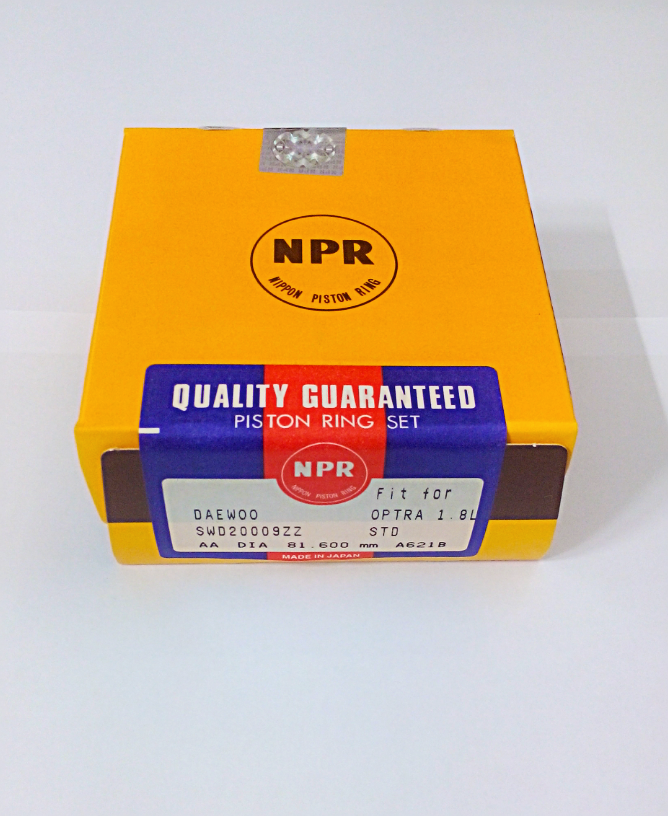 NPR
NIPPON PISTON RING
QUALITY GUARANTEED
PISTON RING SET
NPR
NIPPON PISTON RING
Fit for
DAEWOO OPTRA 1.8L
SWD20009ZZ STD
AA DIA 81.600 mm A621B
MADE IN JAPAN